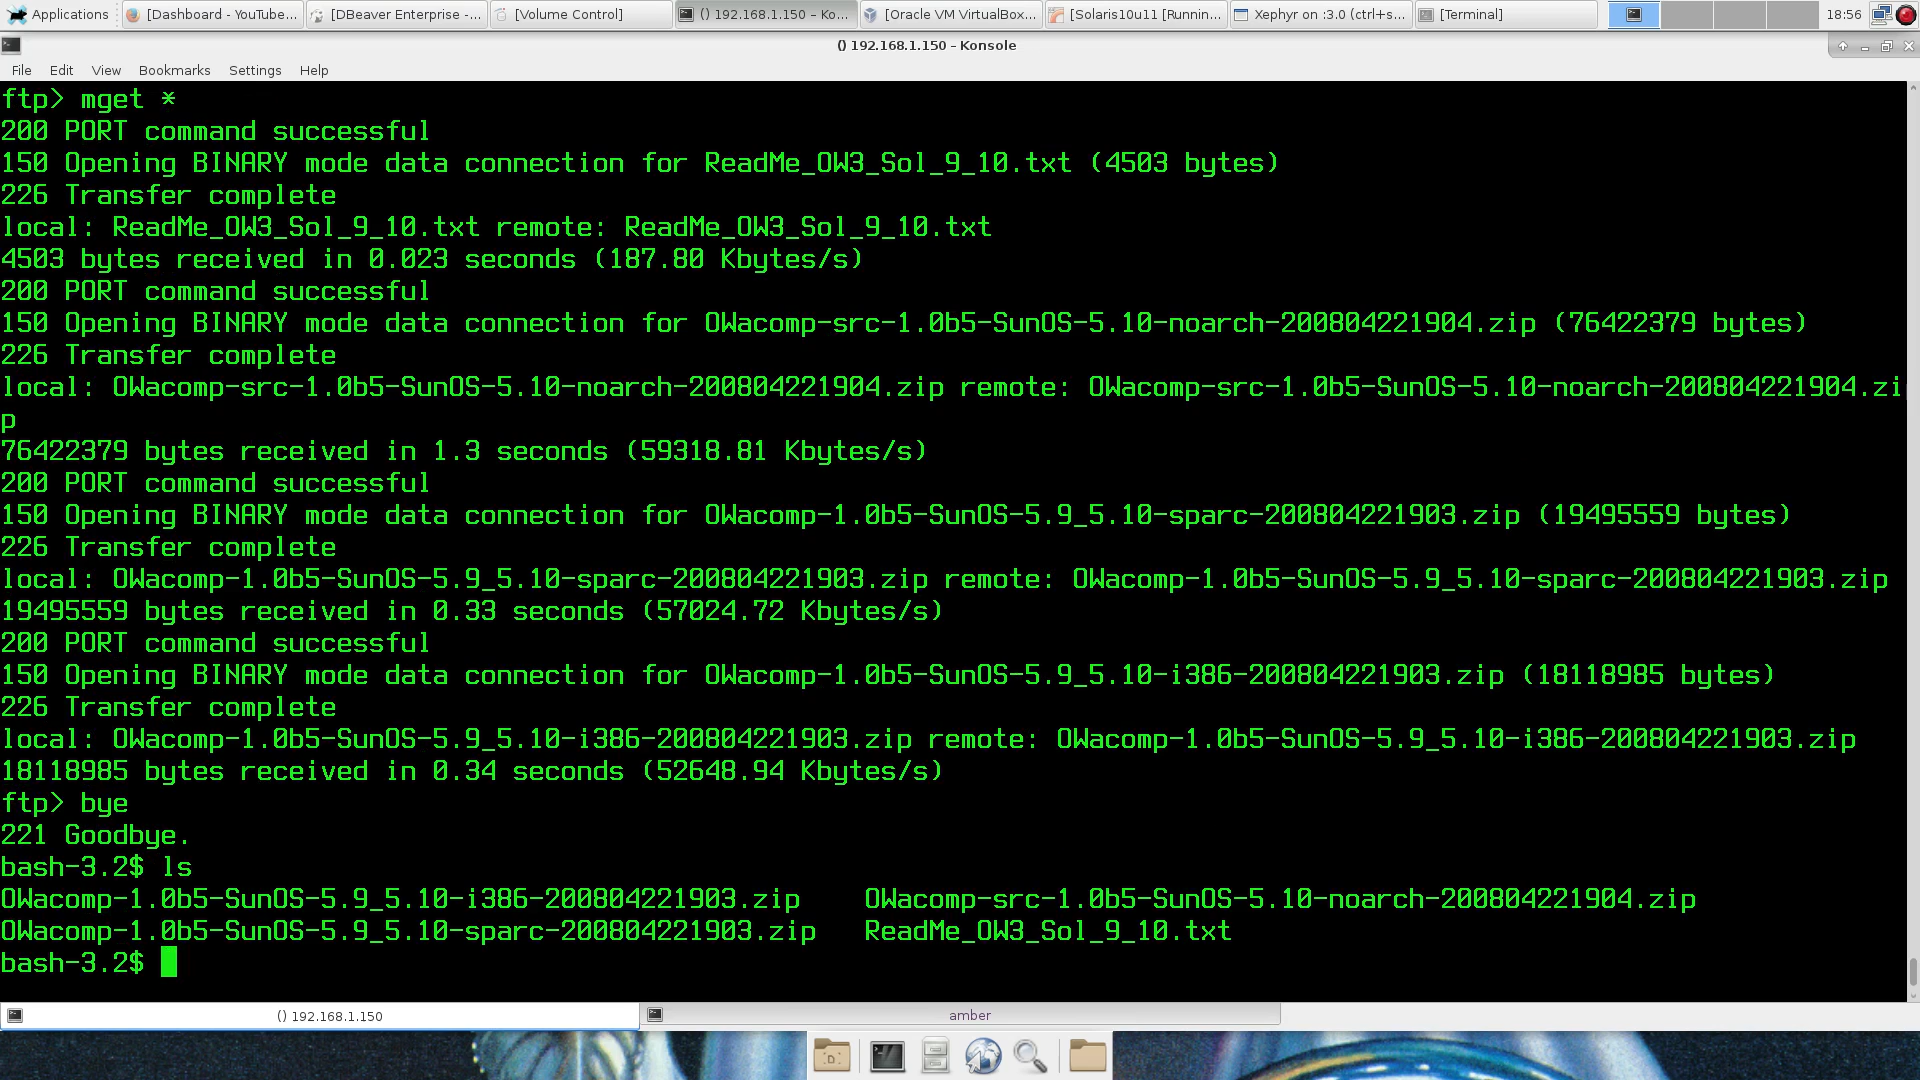 Applications
[Dashboard - YouTube...
[DBeaver Enterprise -...
[Volume Control]
() 192.168.1.150 – Ko...
[Oracle VM VirtualBox...
[Solaris10u11 [Runnin...
Xephyr on :3.0 (ctrl+s...
[Terminal]
18:56
() 192.168.1.150 – Konsole
File Edit View Bookmarks Settings Help
ftp> mget *
200 PORT command successful
150 Opening BINARY mode data connection for ReadMe_OW3_Sol_9_10.txt (4503 bytes)
226 Transfer complete
local: ReadMe_OW3_Sol_9_10.txt remote: ReadMe_OW3_Sol_9_10.txt
4503 bytes received in 0.023 seconds (187.80 Kbytes/s)
200 PORT command successful
150 Opening BINARY mode data connection for OWacomp-src-1.0b5-SunOS-5.10-noarch-200804221904.zip (76422379 bytes)
226 Transfer complete
local: OWacomp-src-1.0b5-SunOS-5.10-noarch-200804221904.zip remote: OWacomp-src-1.0b5-SunOS-5.10-noarch-200804221904.zi
p
76422379 bytes received in 1.3 seconds (59318.81 Kbytes/s)
200 PORT command successful
150 Opening BINARY mode data connection for OWacomp-1.0b5-SunOS-5.9_5.10-sparc-200804221903.zip (19495559 bytes)
226 Transfer complete
local: OWacomp-1.0b5-SunOS-5.9_5.10-sparc-200804221903.zip remote: OWacomp-1.0b5-SunOS-5.9_5.10-sparc-200804221903.zip
19495559 bytes received in 0.33 seconds (57024.72 Kbytes/s)
200 PORT command successful
150 Opening BINARY mode data connection for OWacomp-1.0b5-SunOS-5.9_5.10-i386-200804221903.zip (18118985 bytes)
226 Transfer complete
local: OWacomp-1.0b5-SunOS-5.9_5.10-i386-200804221903.zip remote: OWacomp-1.0b5-SunOS-5.9_5.10-i386-200804221903.zip
18118985 bytes received in 0.34 seconds (52648.94 Kbytes/s)
ftp> bye
221 Goodbye.
bash-3.2$ ls
OWacomp-1.0b5-SunOS-5.9_5.10-i386-200804221903.zip OWacomp-src-1.0b5-SunOS-5.10-noarch-200804221904.zip
OWacomp-1.0b5-SunOS-5.9_5.10-sparc-200804221903.zip ReadMe_OW3_Sol_9_10.txt
bash-3.2$
() 192.168.1.150
amber